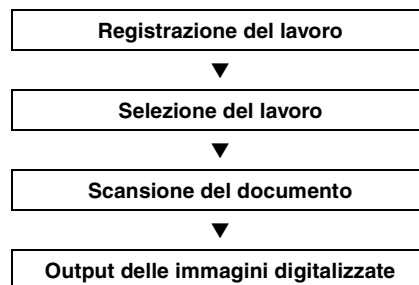 Registrazione del lavoro
▼
Selezione del lavoro
▼
Scansione del documento
▼
Output delle immagini digitalizzate